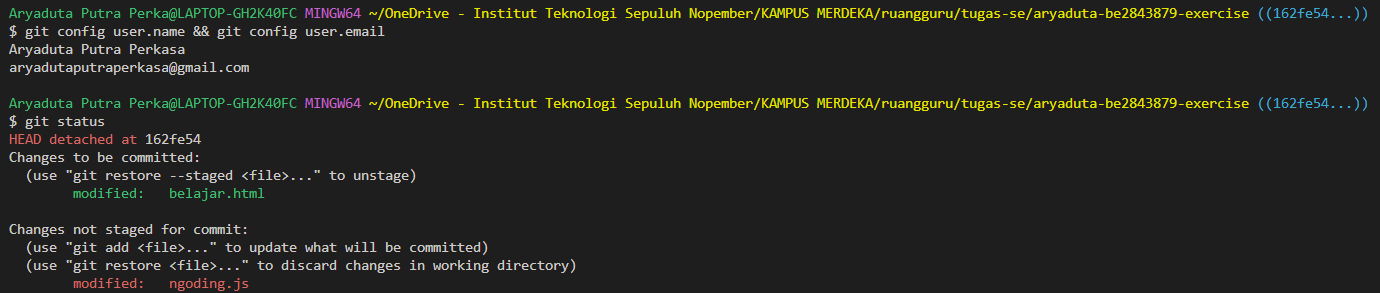 Aryaduta Putra Perka@LAPTOP-GH2K40FC MINGW64 ~/OneDrive - Institut Teknologi Sepuluh Nopember/KAMPUS MERDEKA/ruangguru/tugas-se/aryaduta-be2843879-exercise ((162fe54...))
$ git config user.name && git config user.email
Aryaduta Putra Perkasa
aryadutaputraperkasa@gmail.com
Aryaduta Putra Perka@LAPTOP-GH2K40FC MINGW64 ~/OneDrive - Institut Teknologi Sepuluh Nopember/KAMPUS MERDEKA/ruangguru/tugas-se/aryaduta-be2843879-exercise ((162fe54...))
$ git status
HEAD detached at 162fe54
Changes to be committed:
  (use "git restore --staged <file>..." to unstage)
        modified:   belajar.html
Changes not staged for commit:
  (use "git add <file>..." to update what will be committed)
  (use "git restore <file>..." to discard changes in working directory)
        modified:   ngoding.js